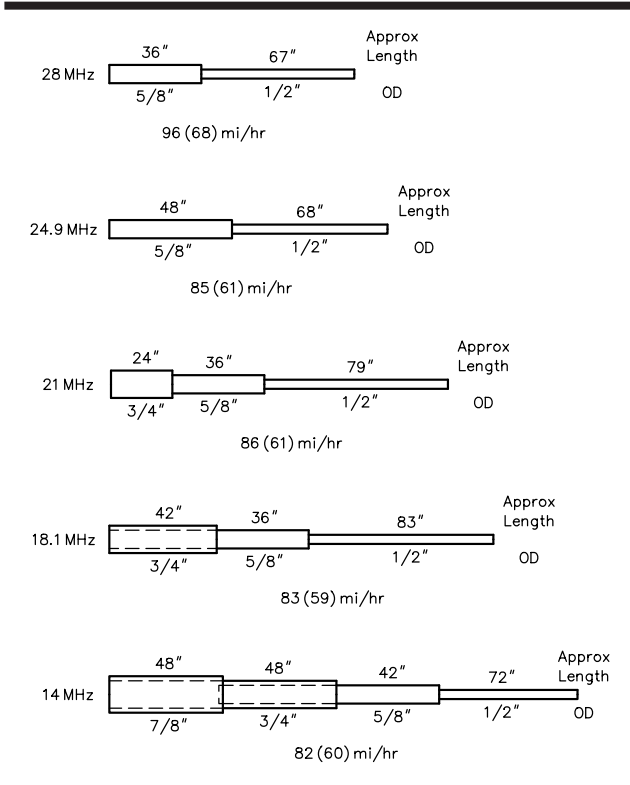 Approx
36" 67" Length
28 MHz
5/8" 1/2" OD
96 (68) mi/hr
Approx
48" 68" Length
24.9 MHz
5/8" 1/2" OD
85 (61) mi/hr
Approx
24" 36" 79" Length
21 MHz
3/4" 5/8" 1/2" OD
86 (61) mi/hr
Approx
42" 36" 83" Length
18.1 MHz
3/4" 5/8" 1/2" OD
83 (59) mi/hr
Approx
48" 48" 42" 72" Length
14 MHz
7/8" 3/4" 5/8" 1/2" OD
82 (60) mi/hr